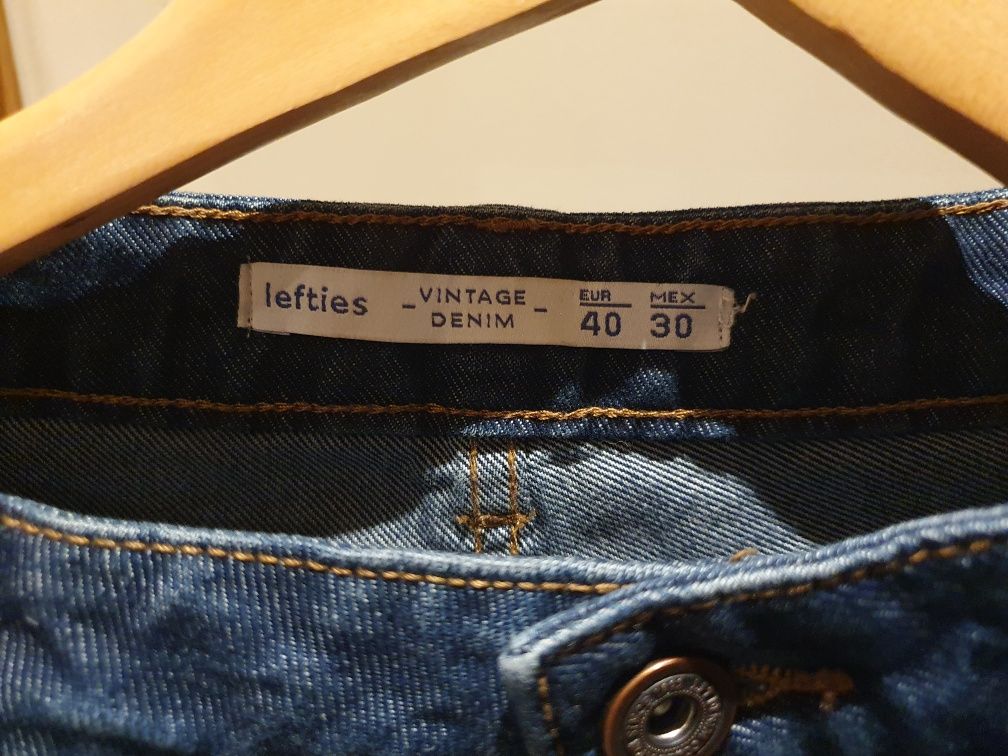 lefties
- VINTAGE -
DENIM
EUR MEX
40 30